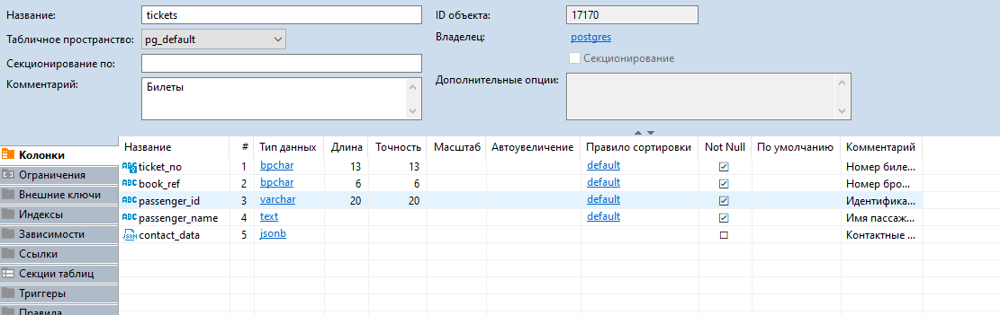 Название: tickets ID объекта: 17170
Табличное пространство: pg_default Владелец: postgres
Секционирование по: Секционирование
Комментарий: Билеты Дополнительные опции:
Название # Тип данных Длина Точность Масштаб Автоувеличение Правило сортировки Not Null По умолчанию Комментарий
Колонки
ticket_no 1 bpchar 13 13 default Номер биле...
Ограничения
book_ref 2 bpchar 6 6 default Номер бро...
Внешние ключи
passenger_id 3 varchar 20 20 default Идентифика...
Индексы
passenger_name 4 text default Имя пассаж...
Зависимости
contact_data 5 jsonb Контактные ...
Ссылки
Секции таблиц
Триггеры
Правила